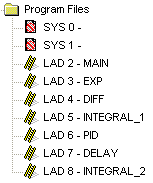 Program Files
SYS 0 -
SYS 1 -
LAD 2 - MAIN
LAD 3 - EXP
LAD 4 - DIFF
LAD 5 - INTEGRAL_1
LAD 6 - PID
LAD 7 - DELAY
LAD 8 - INTEGRAL_2